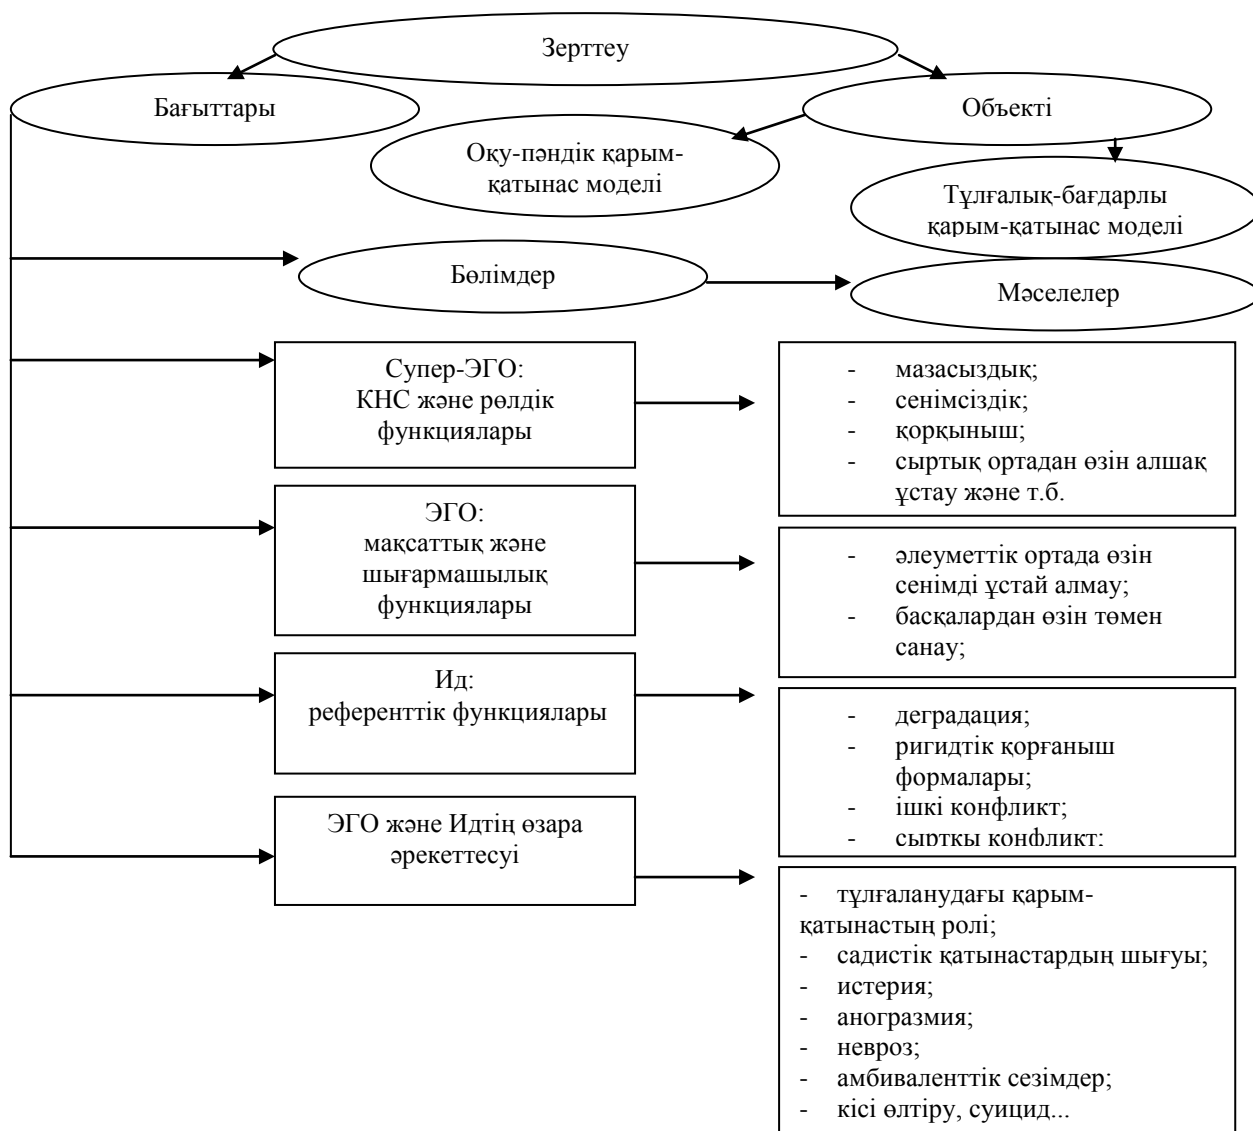 Зерттеу
Бағыттары
Объекті
Оқу-пәндік қарым-
қатынас моделі
Тұлғалық-бағдарлы
қарым-қатынас моделі
Бөлімдер
Мәселелер
Супер-ЭГО:
КНС және рөлдік
функциялары
- мазасыздық;
- сенімсіздік;
- қорқыныш;
- сыртық ортадан өзін алшақ
ұстау және т.б.
ЭГО:
мақсаттық және
шығармашылық
функциялары
- әлеуметтік ортада өзін
сенімді ұстай алмау;
- басқалардан өзін төмен
санау;
Ид:
референттік функциялары
- деградация;
- ригидтік қорғаныш
формалары;
- ішкі конфликт;
- сыртқы конфликт;
ЭГО және Идтің өзара
әрекеттесуі
- тұлғаланудағы қарым-
қатынастың ролі;
- садистік қатынастардың шығуы;
- истерия;
- аногразмия;
- невроз;
- амбиваленттік сезімдер;
- кісі өлтіру, суицид...